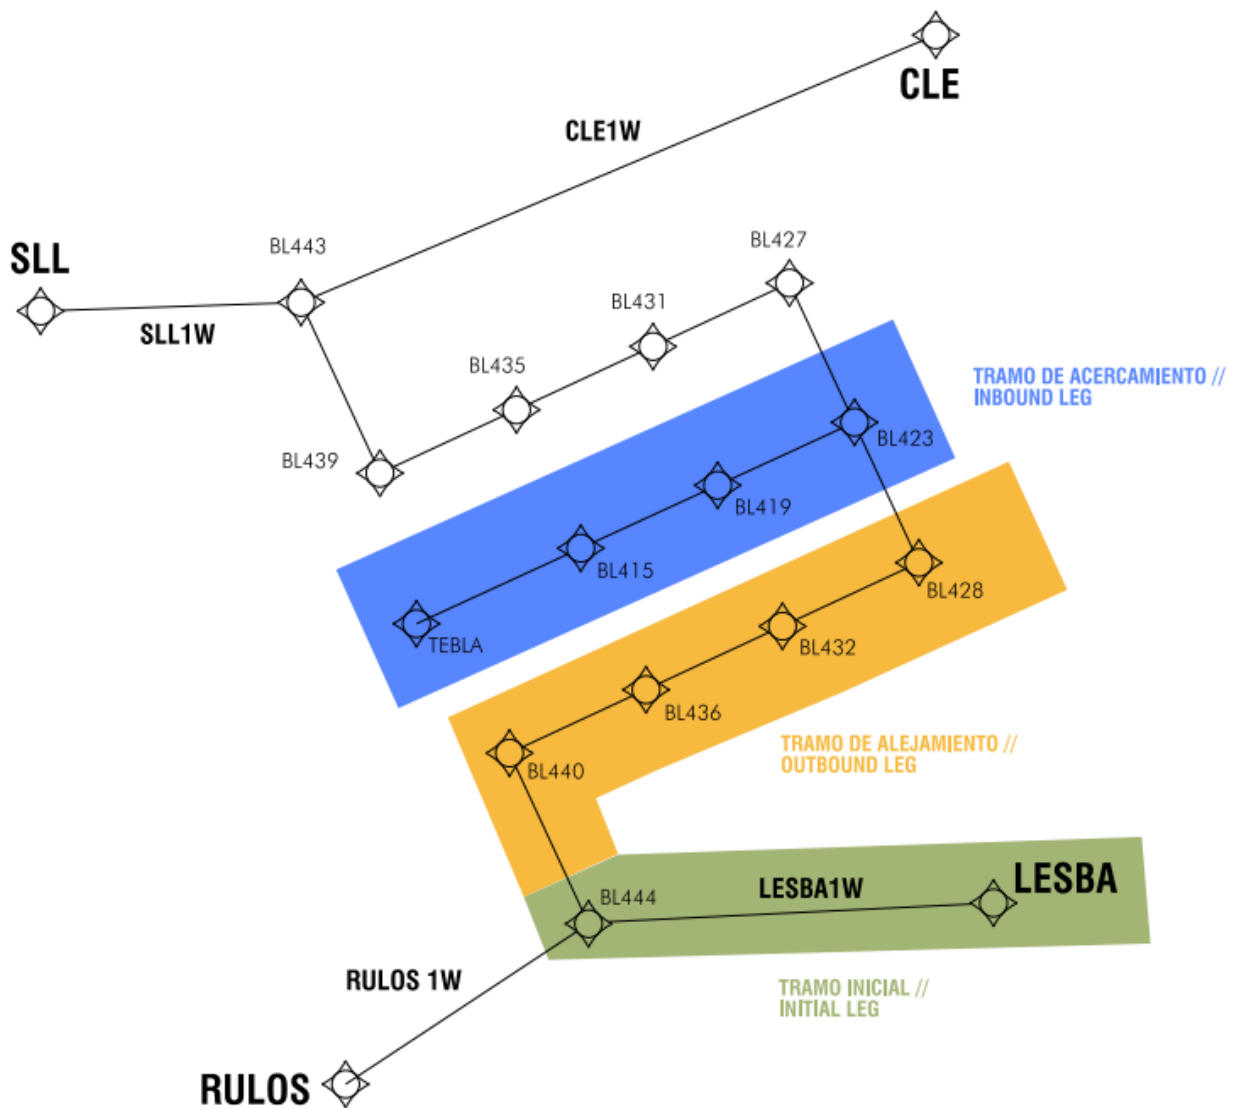 CLE
CLE1W
BL443
BL427
SLL
BL431
SLL1W
BL435
TRAMO DE ACERCAMIENTO //
INBOUND LEG
BL423
BL439
BL419
BL415
BL428
TEBLA
BL432
BL436
TRAMO DE ALEJAMIENTO //
OUTBOUND LEG
BL440
LESBA
LESBA1W
BL444
RULOS 1W
TRAMO INICIAL //
INITIAL LEG
RULOS